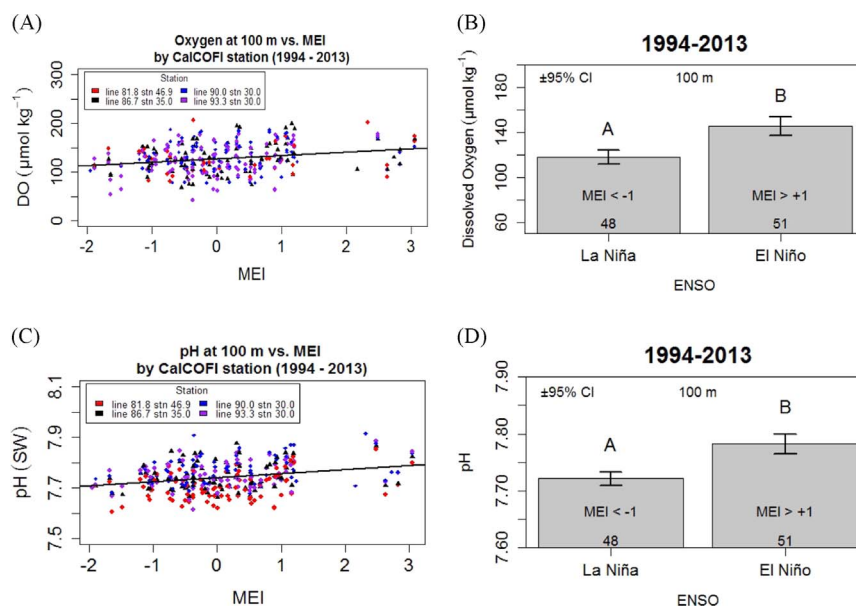 (A)
Oxygen at 100 m vs. MEI
by CalCOFI station (1994 - 2013)
Station
line 81.8 stn 46.9 line 90.0 stn 30.0
line 86.7 stn 35.0 line 93.3 stn 30.0
DO (μmol kg⁻¹)
300
200
100
0
-2 -1 0 1 2 3
MEI
(B)
1994-2013
±95% CI 100 m
Dissolved Oxygen (μmol kg⁻¹)
180
140
100
60
A
B
MEI < -1 MEI > +1
48 51
La Niña El Niño
ENSO
(C)
pH at 100 m vs. MEI
by CalCOFI station (1994 - 2013)
Station
line 81.8 stn 46.9 line 90.0 stn 30.0
line 86.7 stn 35.0 line 93.3 stn 30.0
pH (SW)
8.1
7.9
7.7
7.5
-2 -1 0 1 2 3
MEI
(D)
1994-2013
±95% CI 100 m
pH
7.90
7.80
7.70
7.60
A
B
MEI < -1 MEI > +1
48 51
La Niña El Niño
ENSO